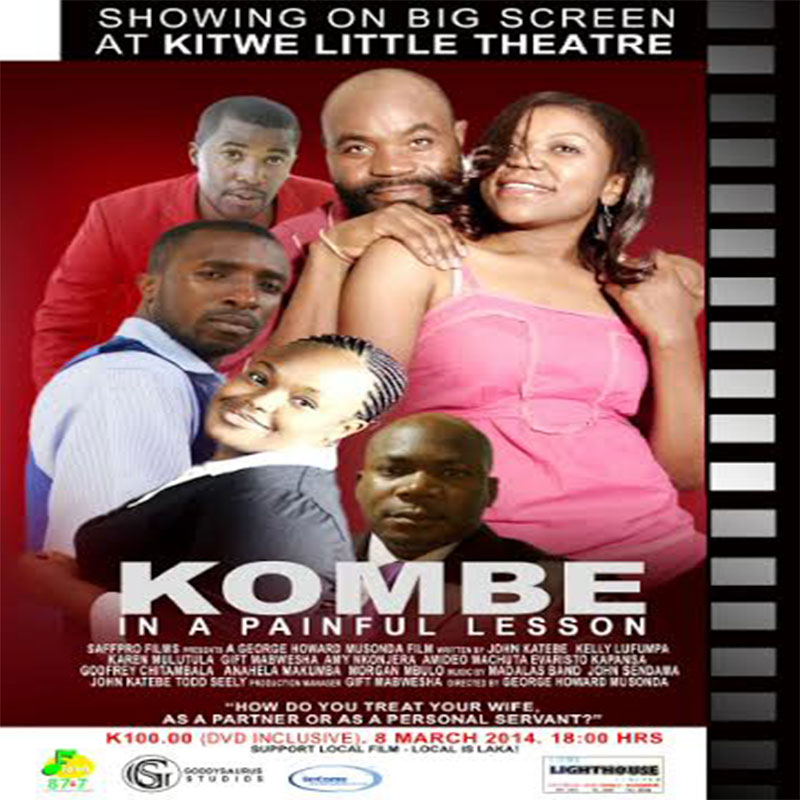 SHOWING ON BIG SCREEN
AT KITWE LITTLE THEATRE
KOMBE
IN A PAINFUL LESSON
SAFFPRO FILMS PRESENTS A GEORGE HOWARD MUSONDA FILM WRITTEN BY JOHN KATEBE KELLY LUFUMPA
KAREN MULUTULA GIFT MABWESHA AMY NKONJERA AMIDEO MACHUTA EVARISTO KAPANSA
GODFREY CHITAMBALA ANAHELA MAKUMBA MORGAN MBULO MUSIC BY MADJALAS BAND JOHN SENDAMA
JOHN KATEBE TODD SEELY PRODUCTION MANAGER GIFT MABWESHA DIRECTED BY GEORGE HOWARD MUSONDA
"HOW DO YOU TREAT YOUR WIFE,
AS A PARTNER OR AS A PERSONAL SERVANT?"
K100.00 (DVD INCLUSIVE). 8 MARCH 2014. 18:00 HRS
SUPPORT LOCAL FILM - LOCAL IS LAKA!
87.7
GODDYSAURUS
STUDIOS
LIGHTHOUSE